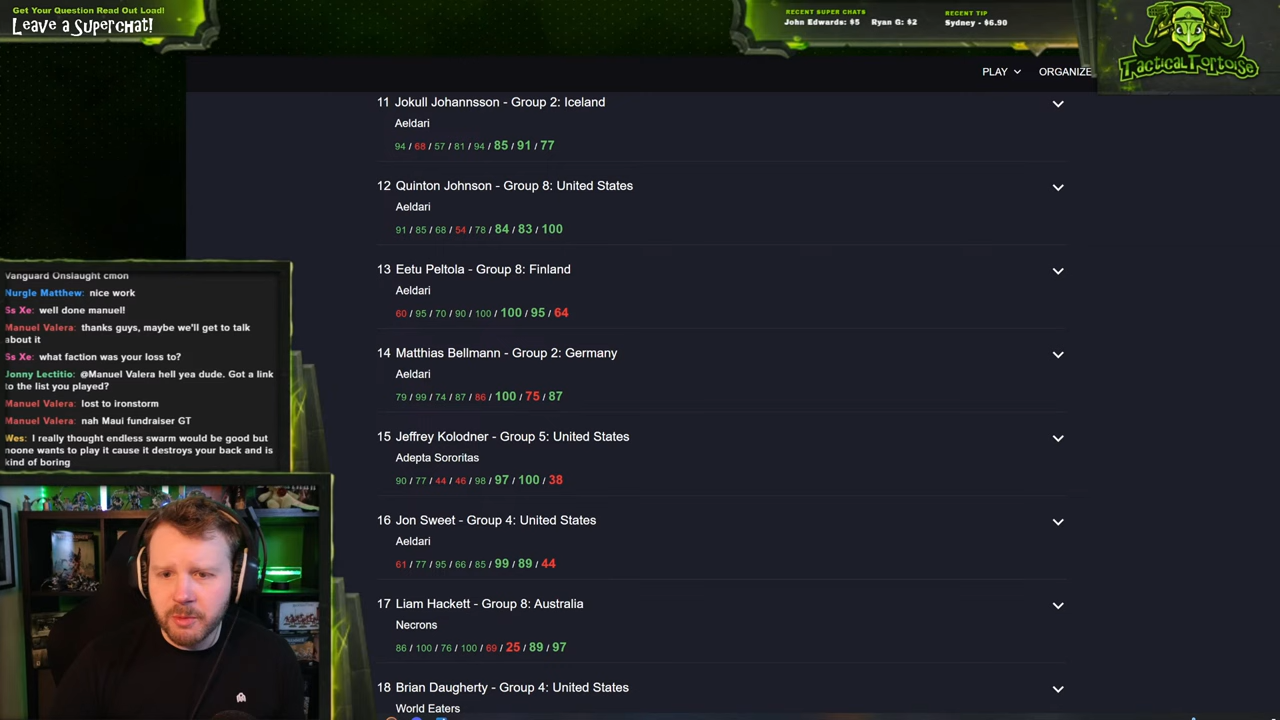 Get Your Question Read Out Loud!
Leave a Superchat!
RECENT SUPER CHATS
John Edwards: $5 Ryan G: $2
RECENT TIP
Sydney - $6.90
TacticalTortoise
PLAY
ORGANIZE
11 Jokull Johannsson - Group 2: Iceland
Aeldari
94 / 68 / 57 / 81 / 94 / 85 / 91 / 77
12 Quinton Johnson - Group 8: United States
Aeldari
91 / 85 / 68 / 54 / 78 / 84 / 83 / 100
13 Eetu Peltola - Group 8: Finland
Aeldari
60 / 95 / 70 / 90 / 100 / 100 / 95 / 64
14 Matthias Bellmann - Group 2: Germany
Aeldari
79 / 99 / 74 / 87 / 86 / 100 / 75 / 87
15 Jeffrey Kolodner - Group 5: United States
Adepta Sororitas
90 / 77 / 44 / 46 / 98 / 97 / 100 / 38
16 Jon Sweet - Group 4: United States
Aeldari
61 / 77 / 95 / 66 / 85 / 99 / 89 / 44
17 Liam Hackett - Group 8: Australia
Necrons
86 / 100 / 76 / 100 / 69 / 25 / 89 / 97
18 Brian Daugherty - Group 4: United States
World Eaters
Vanguard Onslaught cmon
Nurgle Matthew: nice work
Ss Xe: well done manuel!
Manuel Valera: thanks guys, maybe we'll get to talk
about it
Ss Xe: what faction was your loss to?
Jonny Lectitio: @Manuel Valera hell yea dude. Got a link
to the list you played?
Manuel Valera: lost to ironstorm
Manuel Valera: nah Maui fundraiser GT
Wes: I really thought endless swarm would be good but
noone wants to play it cause it destroys your back and is
kind of boring